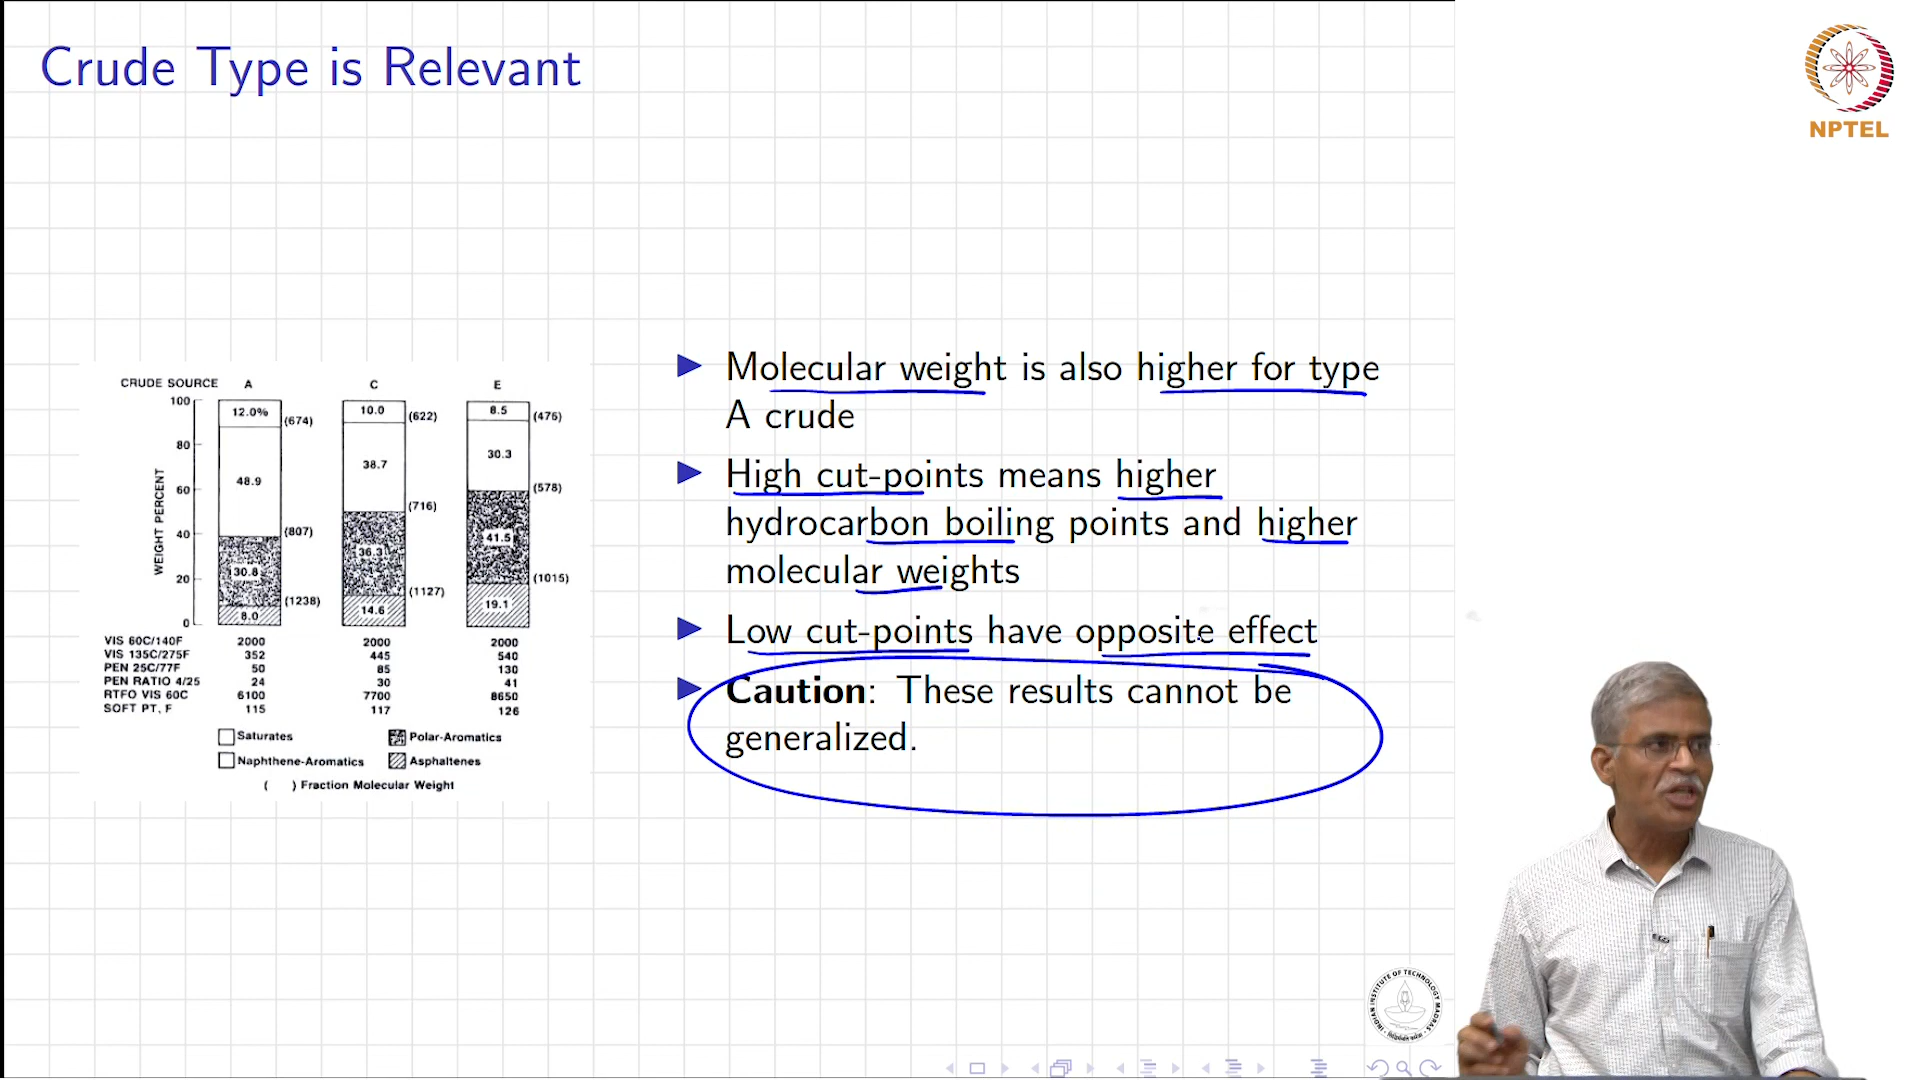 Crude Type is Relevant
NPTEL
CRUDE SOURCE A C E
100
80
60
40
20
0
WEIGHT PERCENT
12.0% (674)
48.9
(807)
30.8
(1238)
8.0
10.0 (622)
38.7
(716)
36.3
(1127)
14.6
8.5 (475)
30.3
(578)
41.5
(1015)
19.1
VIS 60C/140F 2000 2000 2000
VIS 135C/275F 352 445 540
PEN 25C/77F 50 85 130
PEN RATIO 4/25 24 30 41
RTFO VIS 60C 6100 7700 8650
SOFT PT, F 115 117 126
Saturates Polar-Aromatics
Naphthene-Aromatics Asphaltenes
( ) Fraction Molecular Weight
Molecular weight is also higher for type
A crude
High cut-points means higher
hydrocarbon boiling points and higher
molecular weights
Low cut-points have opposite effect
Caution: These results cannot be
generalized.
INDIAN INSTITUTE OF TECHNOLOGY MADRAS